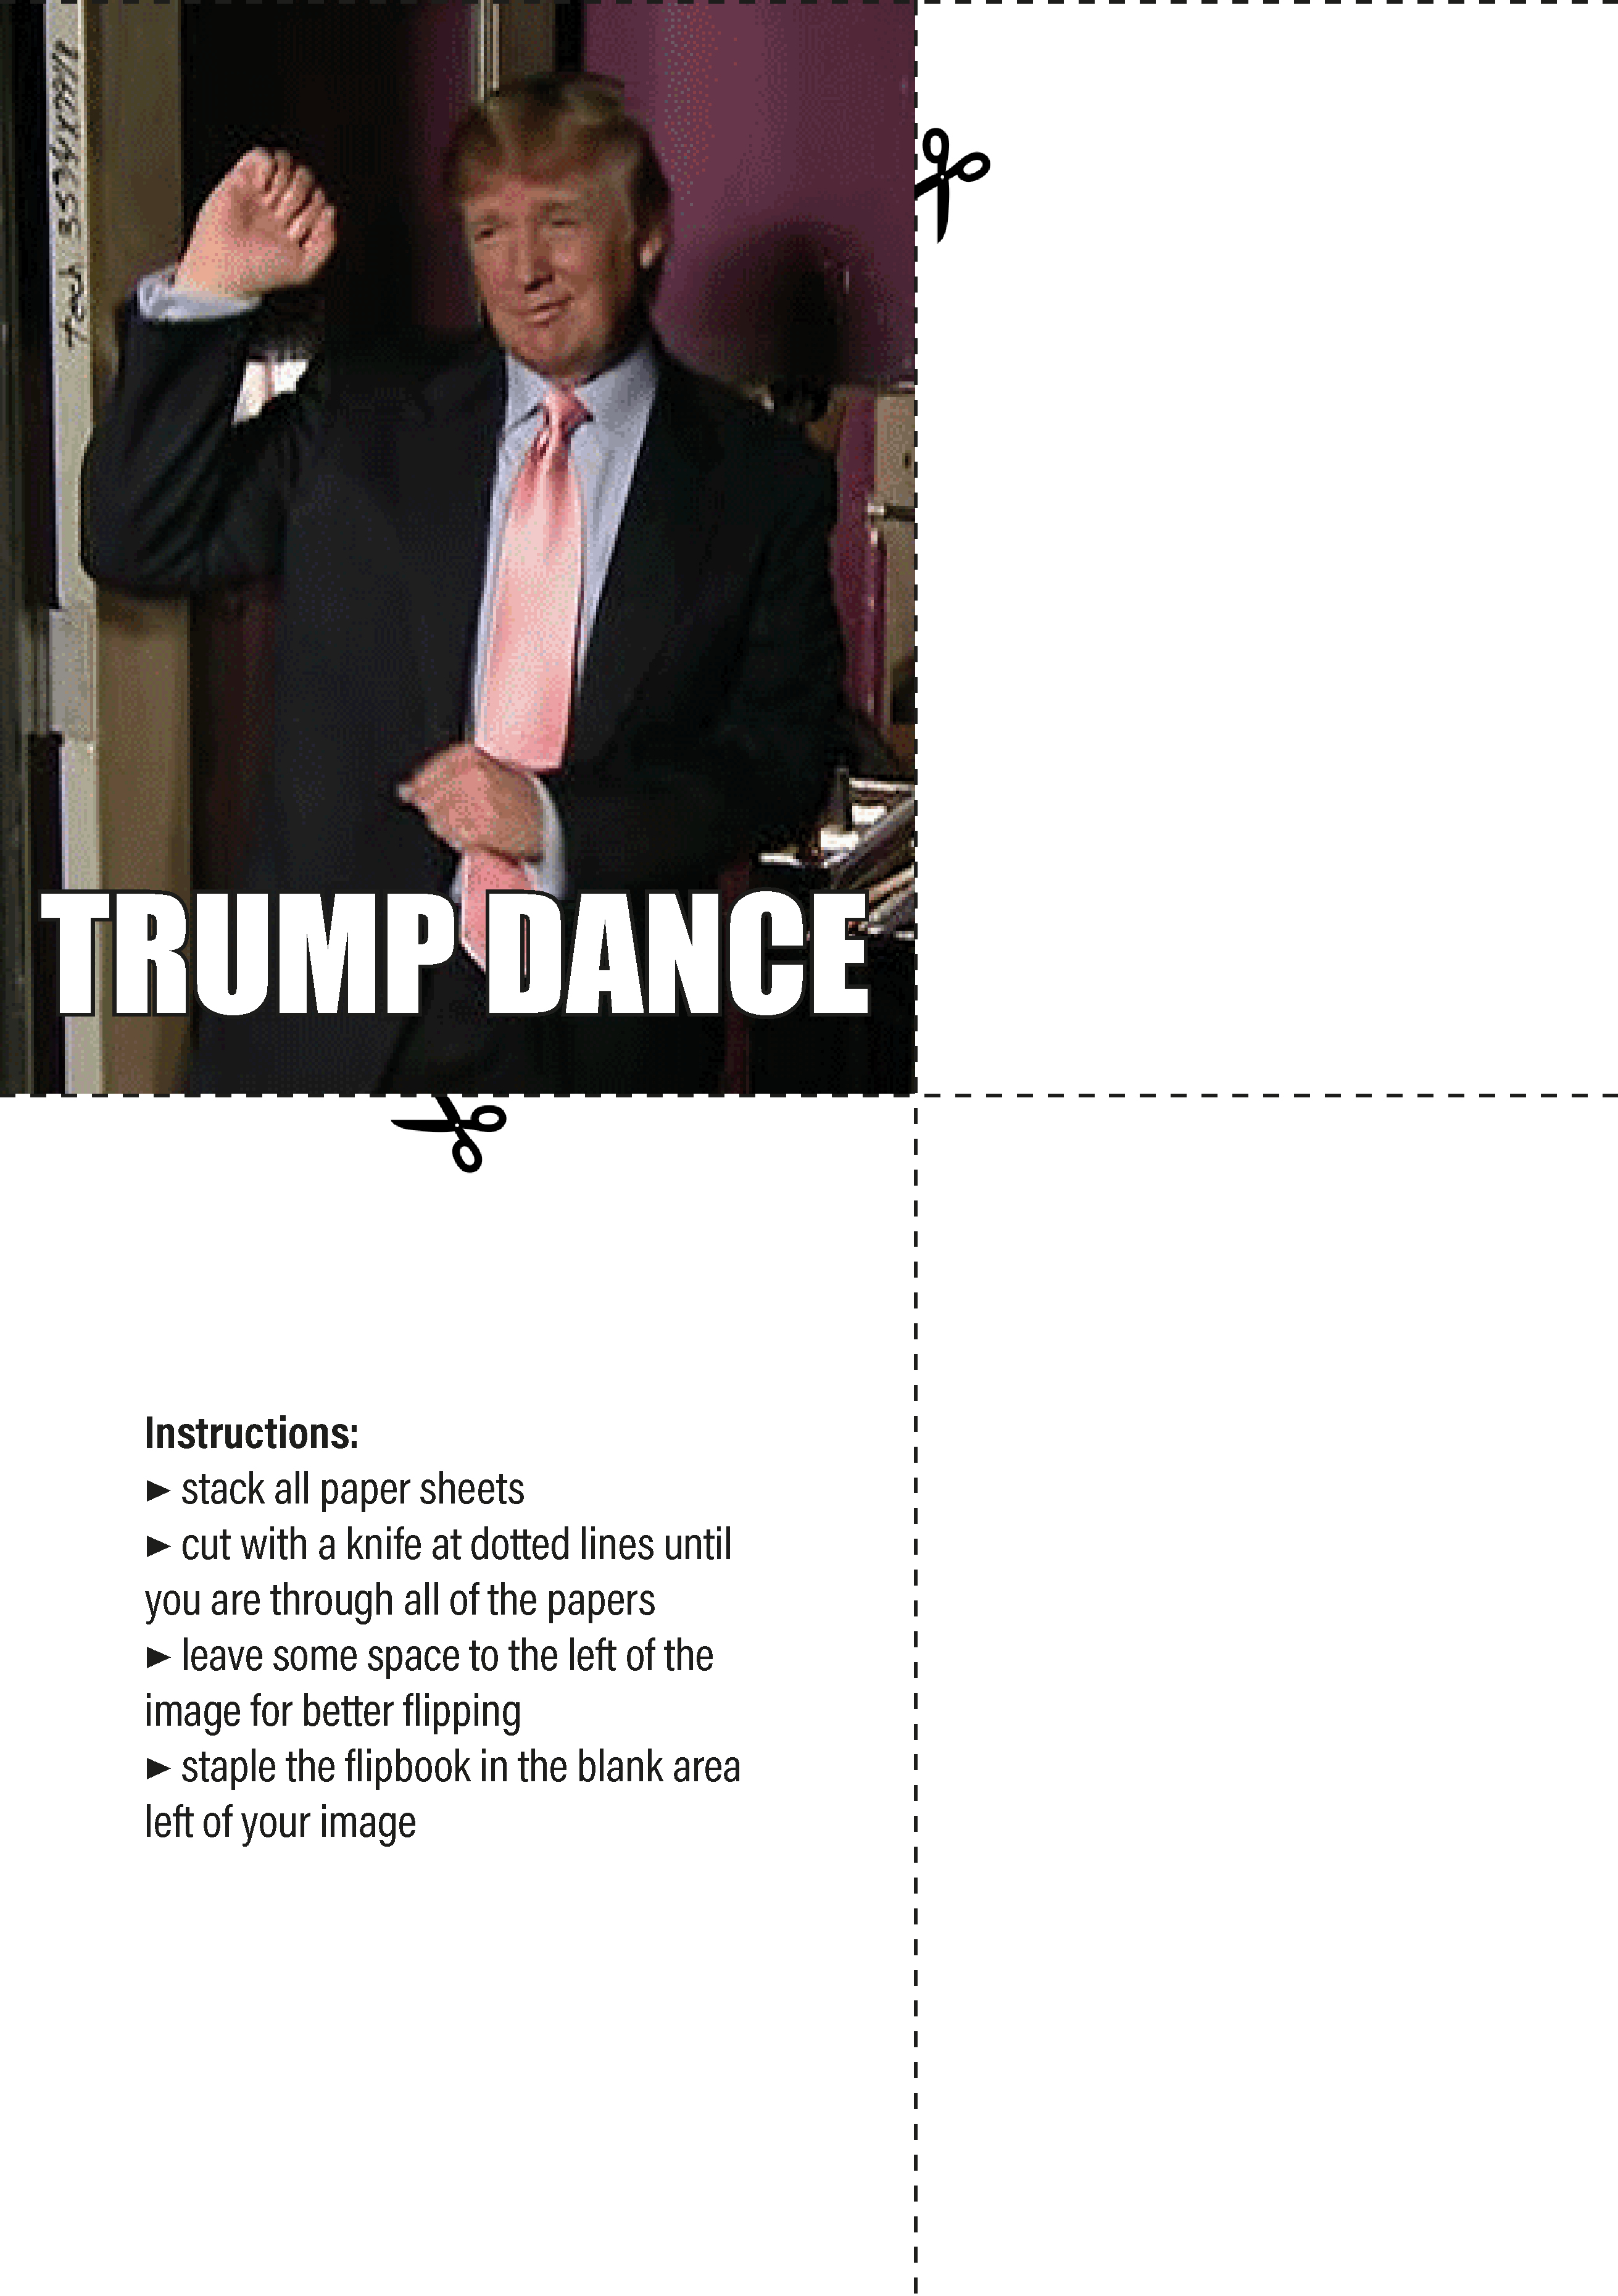 TRUMP DANCE
Instructions:
► stack all paper sheets
► cut with a knife at dotted lines until
you are through all of the papers
► leave some space to the left of the
image for better flipping
► staple the flipbook in the blank area
left of your image